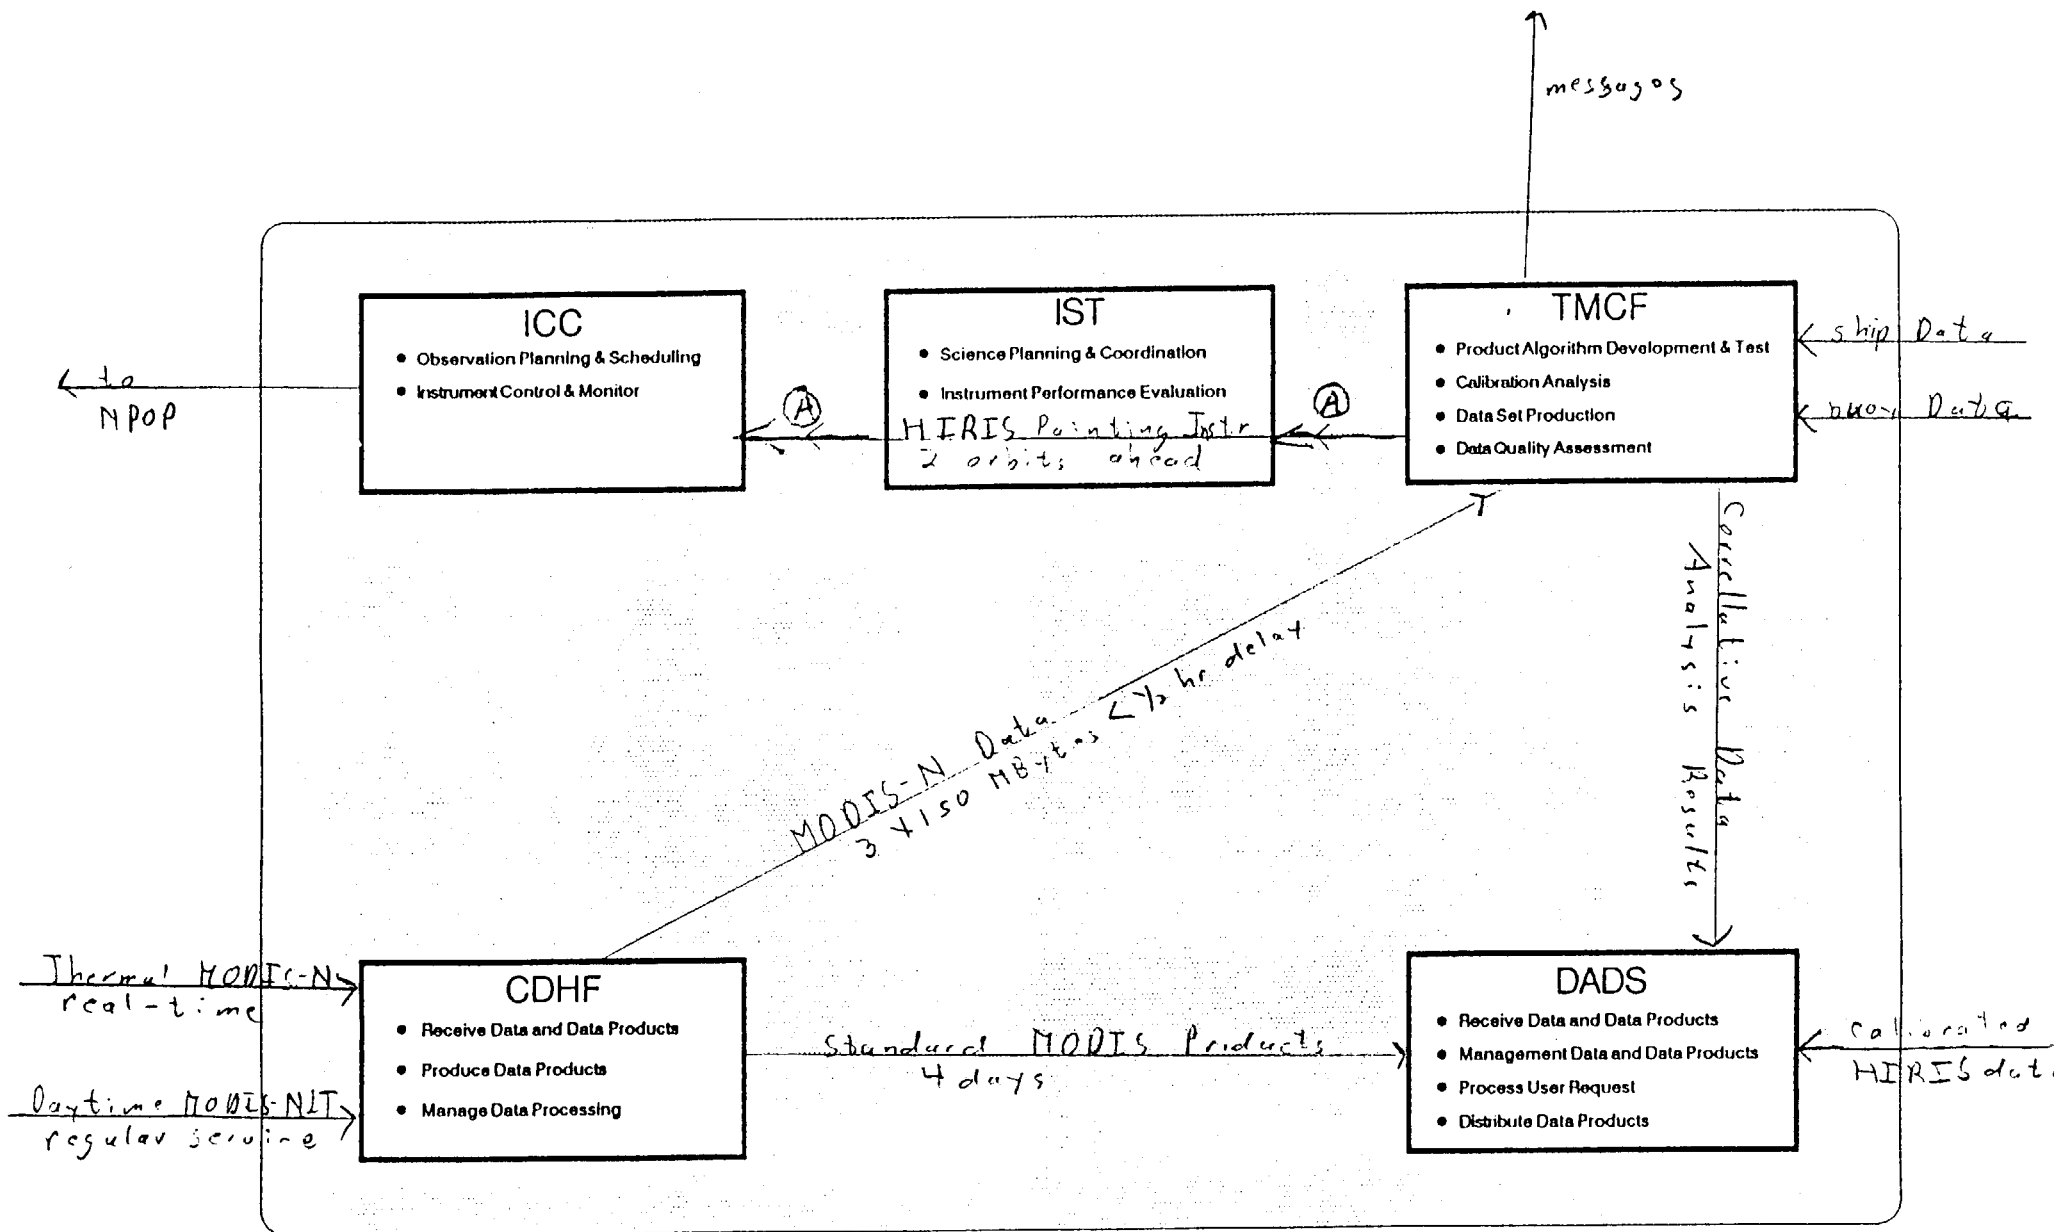 messages
ICC
• Observation Planning & Scheduling
• Instrument Control & Monitor
IST
• Science Planning & Coordination
• Instrument Performance Evaluation
TMCF
• Product Algorithm Development & Test
• Calibration Analysis
• Data Set Production
• Data Quality Assessment
to
NPOP
A
HIRIS Pointing Instr
2 orbits ahead
A
ship Data
buoy Data
Correllative Data
Analysis Results
MODIS-N Data
3 X 150 MBytes < 1/2 hr delay
Thermal MODIS-N
real-time
Daytime MODIS-N/T
regular service
CDHF
• Receive Data and Data Products
• Produce Data Products
• Manage Data Processing
Standard MODIS Products
4 days
DADS
• Receive Data and Data Products
• Management Data and Data Products
• Process User Request
• Distribute Data Products
calibrated
HIRIS data